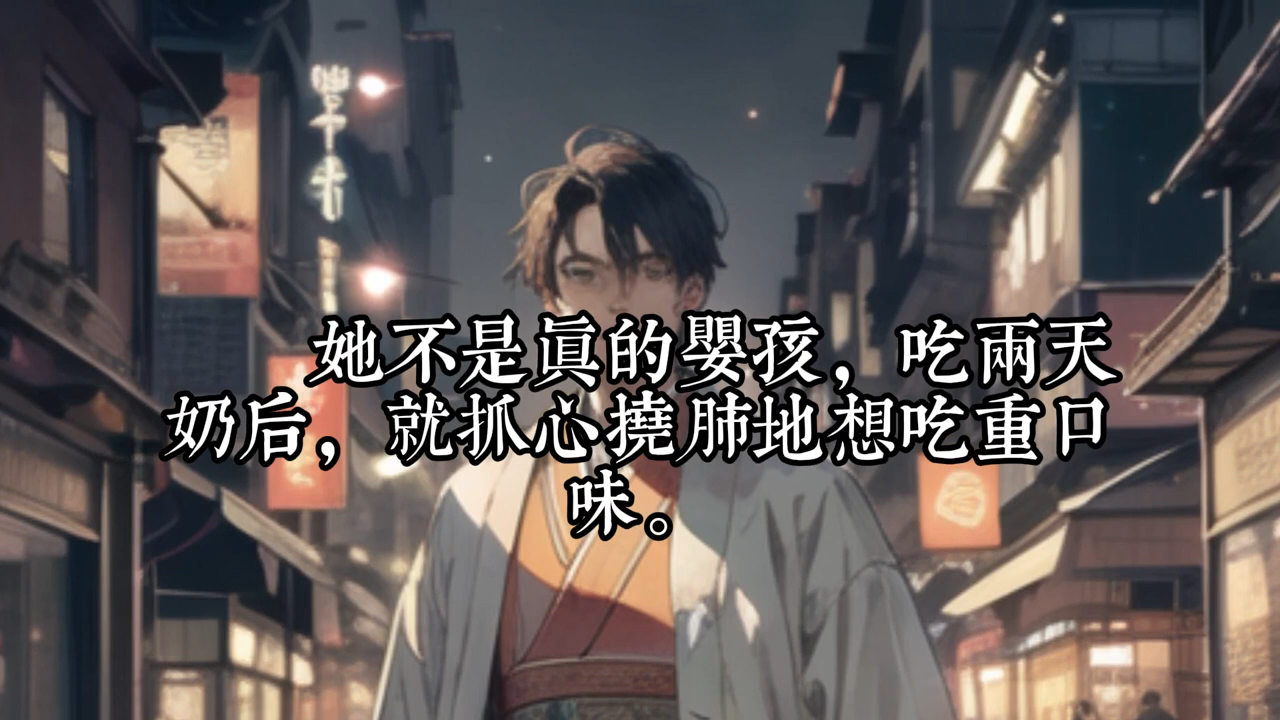 她不是眞的嬰孩，吃兩天
奶后，就抓心撓肺地想吃重口
味。